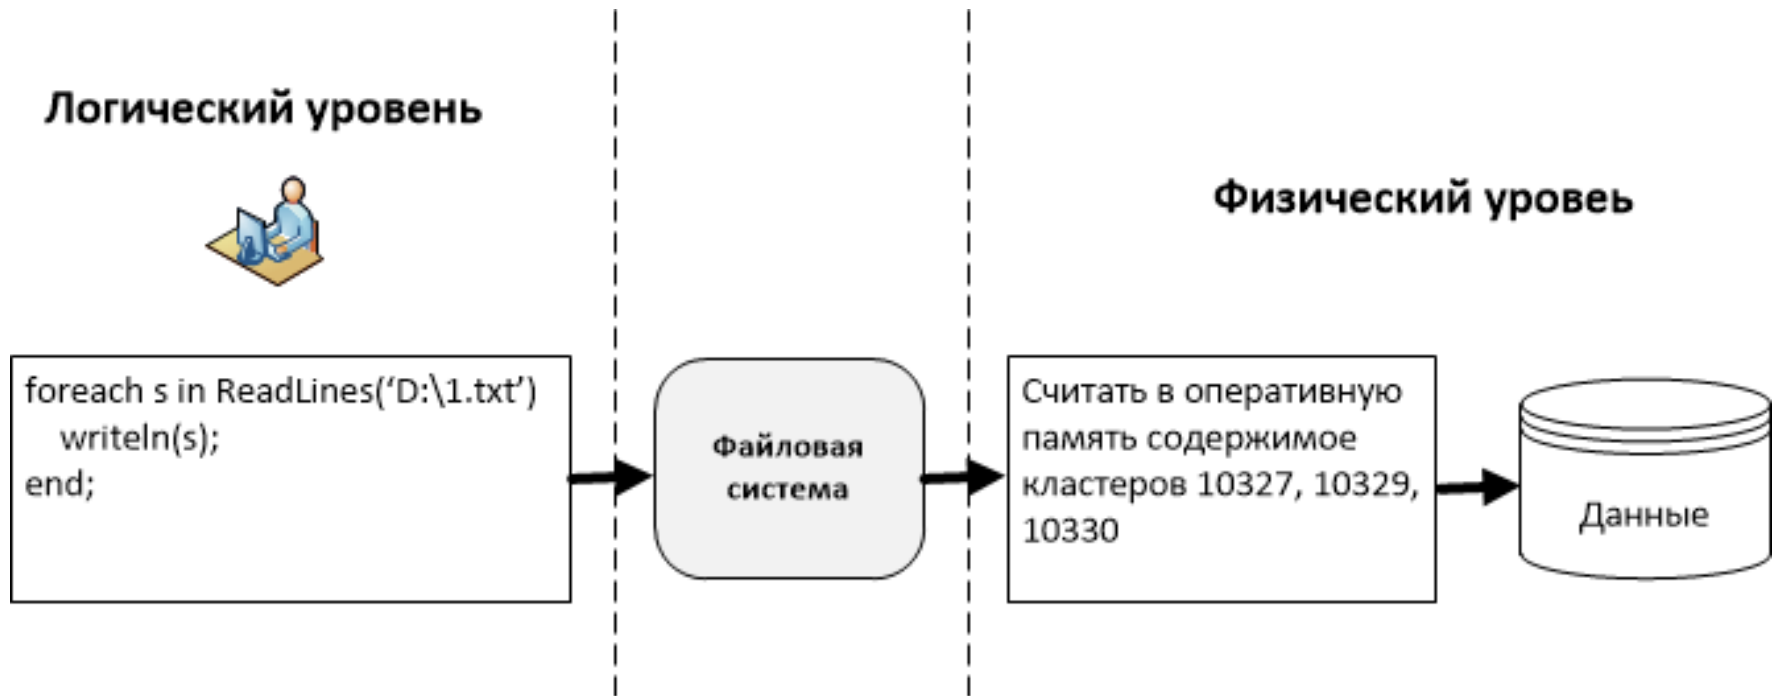 Логический уровень
Физический уровеь
foreach s in ReadLines(‘D:\1.txt’)
writeln(s);
end;
Файловая
система
Считать в оперативную
память содержимое
кластеров 10327, 10329,
10330
Данные